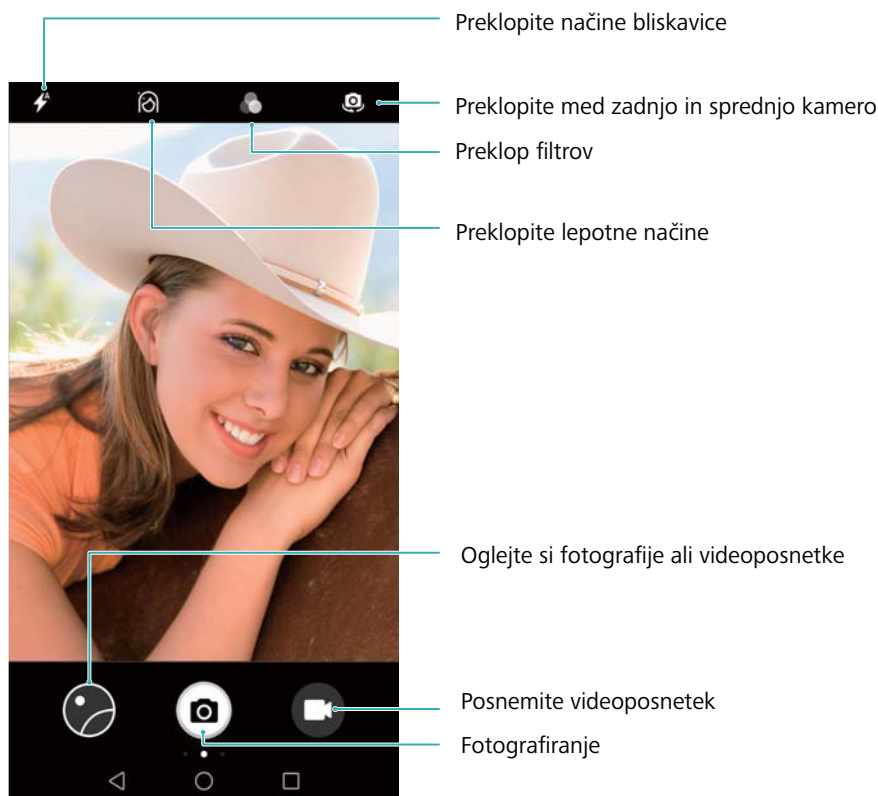 Preklopite načine bliskavice
A
Preklopite med zadnjo in sprednjo kamero
Preklop filtrov
Preklopite lepotne načine
Oglejte si fotografije ali videoposnetke
Posnemite videoposnetek
Fotografiranje